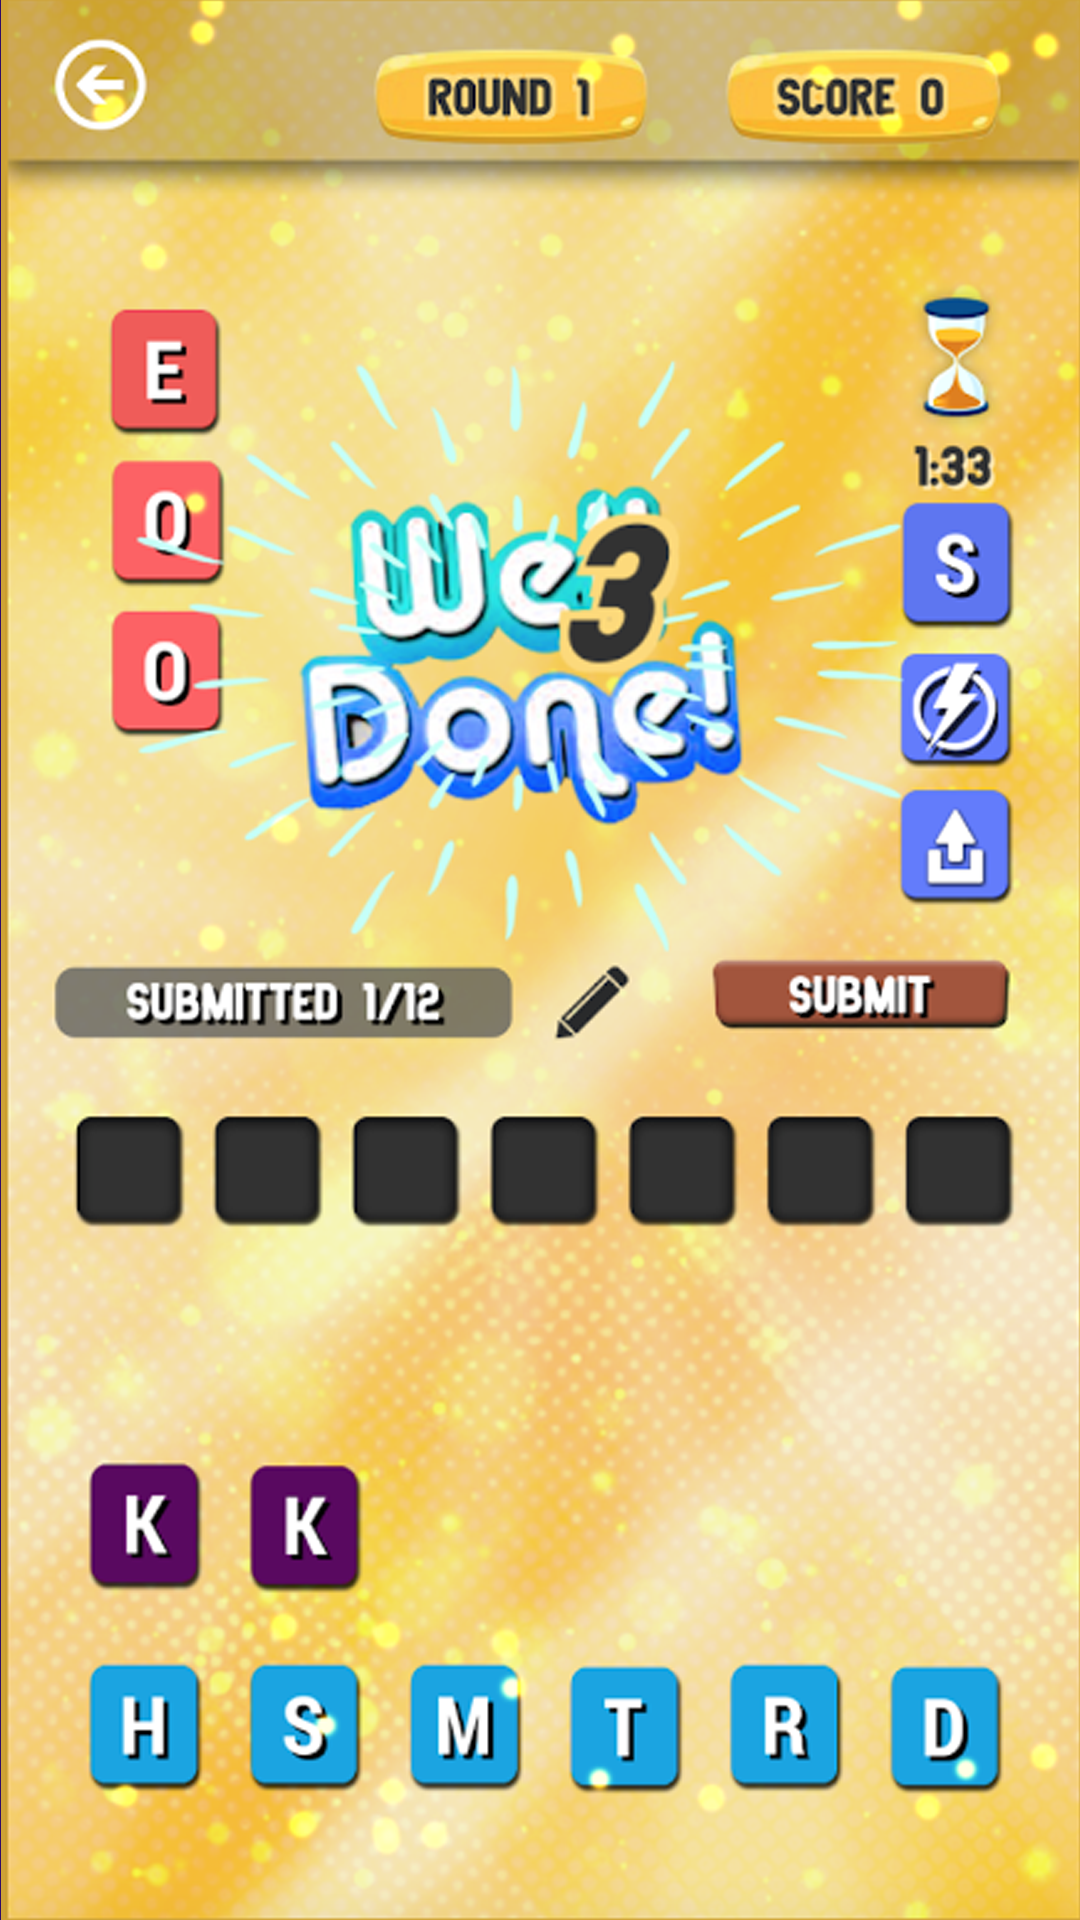 ROUND 1
SCORE 0
E
O
O
1:33
S
Well
3
Done!
SUBMITTED 1/12
SUBMIT
K K
H S M T R D